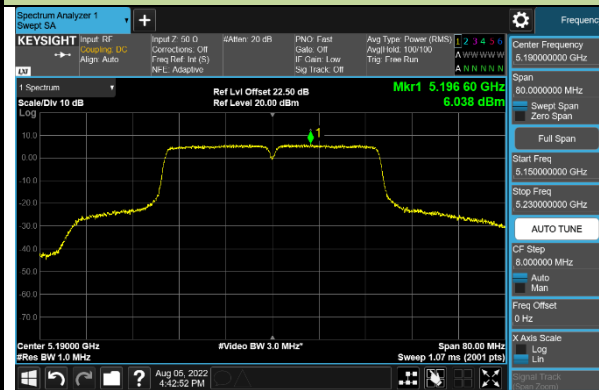 Spectrum Analyzer 1
Swept SA
Frequency
KEYSIGHT
Input: RF
Coupling: DC
Align: Auto
Input Z: 50 Ω
Corrections: Off
Freq Ref: Int (S)
NFE: Adaptive
#Atten: 20 dB
PNO: Fast
Gate: Off
IF Gain: Low
Sig Track: Off
Avg Type: Power (RMS)
Avg|Hold: 100/100
Trig: Free Run
1 2 3 4 5 6
A W W W W W
A N N N N N
LXI
1 Spectrum
Scale/Div 10 dB
Log
Ref Lvl Offset 22.50 dB
Ref Level 20.00 dBm
Mkr1 5.196 60 GHz
6.038 dBm
10.0
0.00
-10.0
-20.0
-30.0
-40.0
-50.0
-60.0
-70.0
1
Center 5.19000 GHz
#Res BW 1.0 MHz
#Video BW 3.0 MHz*
Span 80.00 MHz
Sweep 1.07 ms (2001 pts)
Aug 05, 2022
4:42:52 PM
Center Frequency
5.190000000 GHz
Span
80.0000000 MHz
Swept Span
Zero Span
Full Span
Start Freq
5.150000000 GHz
Stop Freq
5.230000000 GHz
AUTO TUNE
CF Step
8.000000 MHz
Auto
Man
Freq Offset
0 Hz
X Axis Scale
Log
Lin
Signal Track
(Span Zoom)